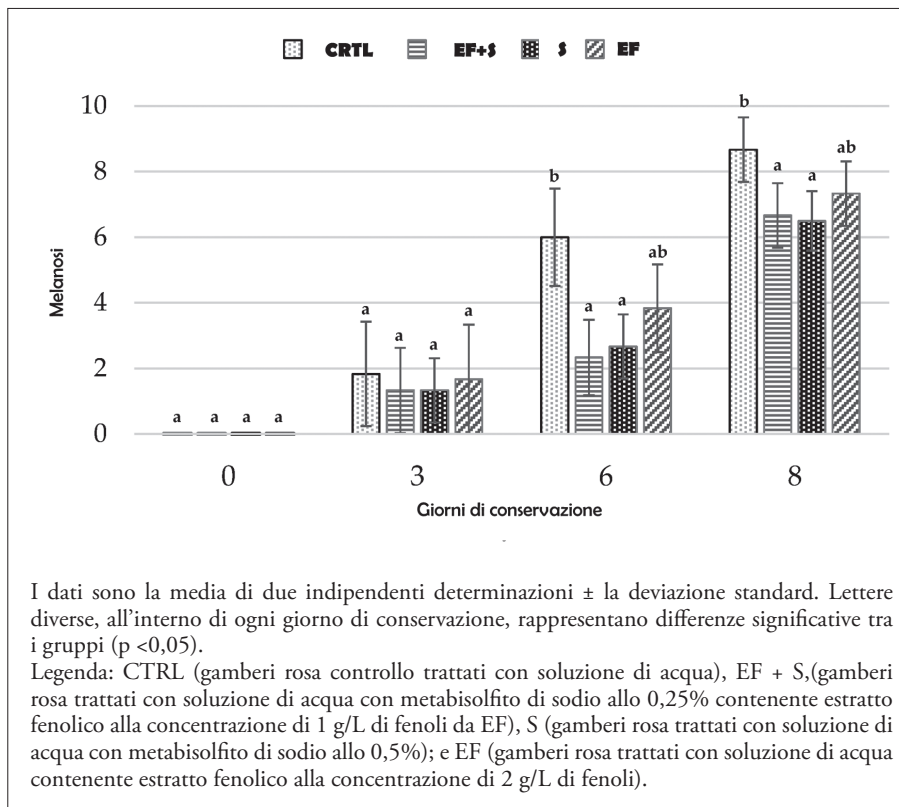 CRTL EF+S S EF
10
8
6
4
2
0
Melanosi
a a a a
a a a a
b a a ab
b a a ab
0 3 6 8
Giorni di conservazione
I dati sono la media di due indipendenti determinazioni ± la deviazione standard. Lettere
diverse, all’interno di ogni giorno di conservazione, rappresentano differenze significative tra
i gruppi (p <0,05).
Legenda: CTRL (gamberi rosa controllo trattati con soluzione di acqua), EF + S,(gamberi
rosa trattati con soluzione di acqua con metabisolfito di sodio allo 0,25% contenente estratto
fenolico alla concentrazione di 1 g/L di fenoli da EF), S (gamberi rosa trattati con soluzione di
acqua con metabisolfito di sodio allo 0,5%); e EF (gamberi rosa trattati con soluzione di acqua
contenente estratto fenolico alla concentrazione di 2 g/L di fenoli).